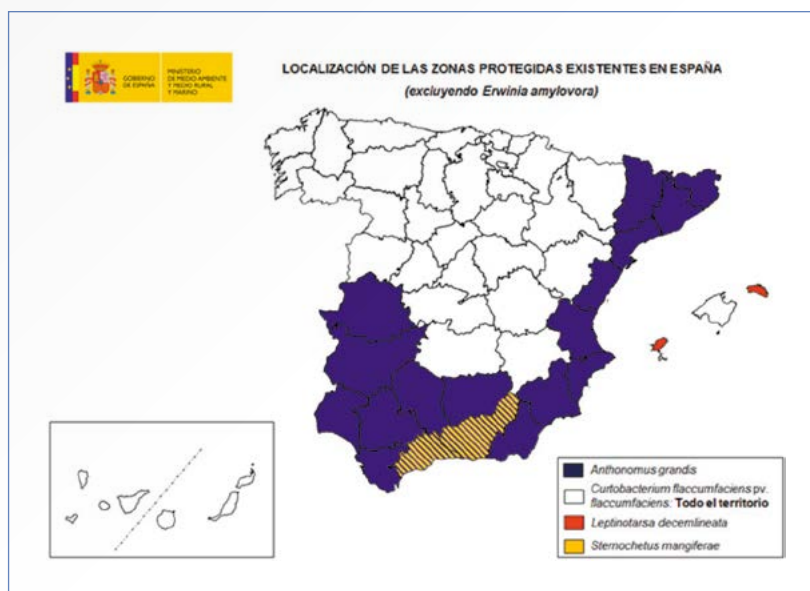 GOBIERNO
DE ESPAÑA
MINISTERIO
DE MEDIO AMBIENTE
Y MEDIO RURAL
Y MARINO
LOCALIZACIÓN DE LAS ZONAS PROTEGIDAS EXISTENTES EN ESPAÑA
(excluyendo Erwinia amylovora)
Anthonomus grandis
Curtobacterium flaccumfaciens pv.
flaccumfaciens: Todo el territorio
Leptinotarsa decemlineata
Sternochetus mangiferae